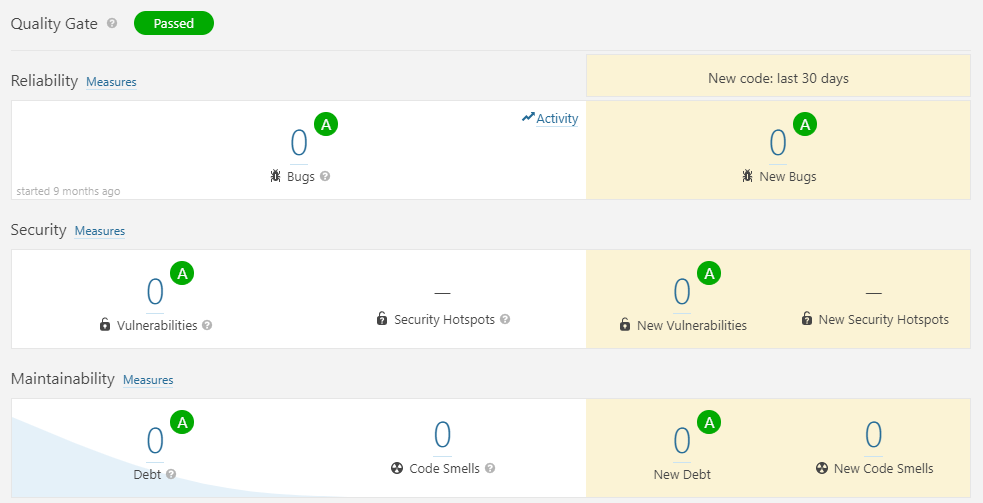 Quality Gate ? Passed
Reliability Measures
New code: last 30 days
Activity
0 A
Bugs ?
started 9 months ago
0 A
New Bugs
Security Measures
0 A
Vulnerabilities ?
—
Security Hotspots ?
0 A
New Vulnerabilities
—
New Security Hotspots
Maintainability Measures
0 A
Debt ?
0
Code Smells ?
0 A
New Debt
0
New Code Smells